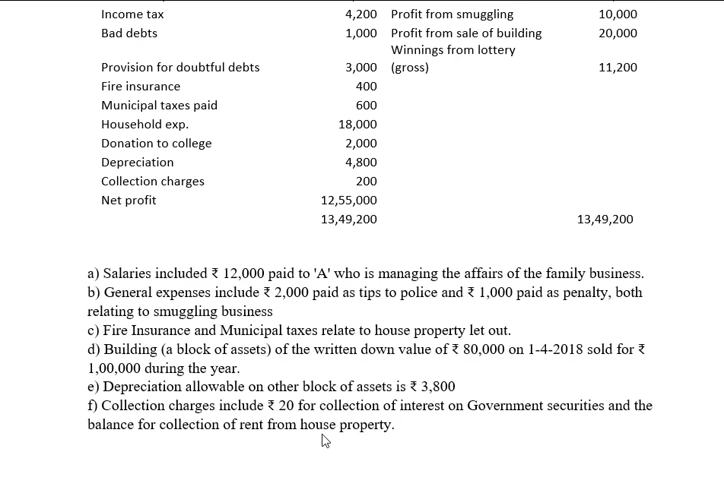 Income tax 4,200 Profit from smuggling 10,000
Bad debts 1,000 Profit from sale of building 20,000
Winnings from lottery
Provision for doubtful debts 3,000 (gross) 11,200
Fire insurance 400
Municipal taxes paid 600
Household exp. 18,000
Donation to college 2,000
Depreciation 4,800
Collection charges 200
Net profit 12,55,000
13,49,200 13,49,200
a) Salaries included ₹ 12,000 paid to 'A' who is managing the affairs of the family business.
b) General expenses include ₹ 2,000 paid as tips to police and ₹ 1,000 paid as penalty, both
relating to smuggling business
c) Fire Insurance and Municipal taxes relate to house property let out.
d) Building (a block of assets) of the written down value of ₹ 80,000 on 1-4-2018 sold for ₹
1,00,000 during the year.
e) Depreciation allowable on other block of assets is ₹ 3,800
f) Collection charges include ₹ 20 for collection of interest on Government securities and the
balance for collection of rent from house property.